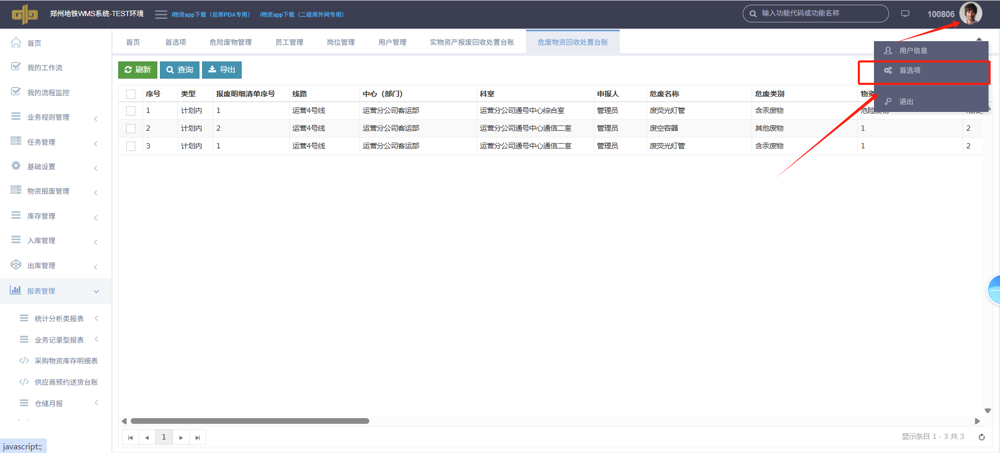 郑州地铁WMS系统-TEST环境
i物资app下载（总库PDA专用）
i物资app下载（二级库外网专用）
输入功能代码或功能名称
100806
首页
我的工作流
我的流程监控
业务规则管理
任务管理
基础设置
物资报废管理
库存管理
入库管理
出库管理
报表管理
统计分析类报表
业务记录型报表
采购物资库存明细表
供应商预约送货台账
仓储月报
javascript:;
首页 首选项 危险废物管理 员工管理 岗位管理 用户管理 实物资产报废回收处置台账 危废物资回收处置台账
用户信息
首选项
退出
刷新 查询 导出
序号 类型 报废明细清单序号 线路 中心（部门） 科室 申报人 危废名称 危废类别 物资
1 计划内 1 运营4号线 运营分公司客运部 运营分公司通号中心综合室 管理员 废荧光灯管 含汞废物 危险废物
2 计划内 2 运营4号线 运营分公司客运部 运营分公司通号中心通信二室 管理员 废空容器 其他废物 1 2
3 计划内 1 运营4号线 运营分公司客运部 运营分公司通号中心通信二室 管理员 废荧光灯管 含汞废物 1 2
1
显示条目 1 - 3 共 3